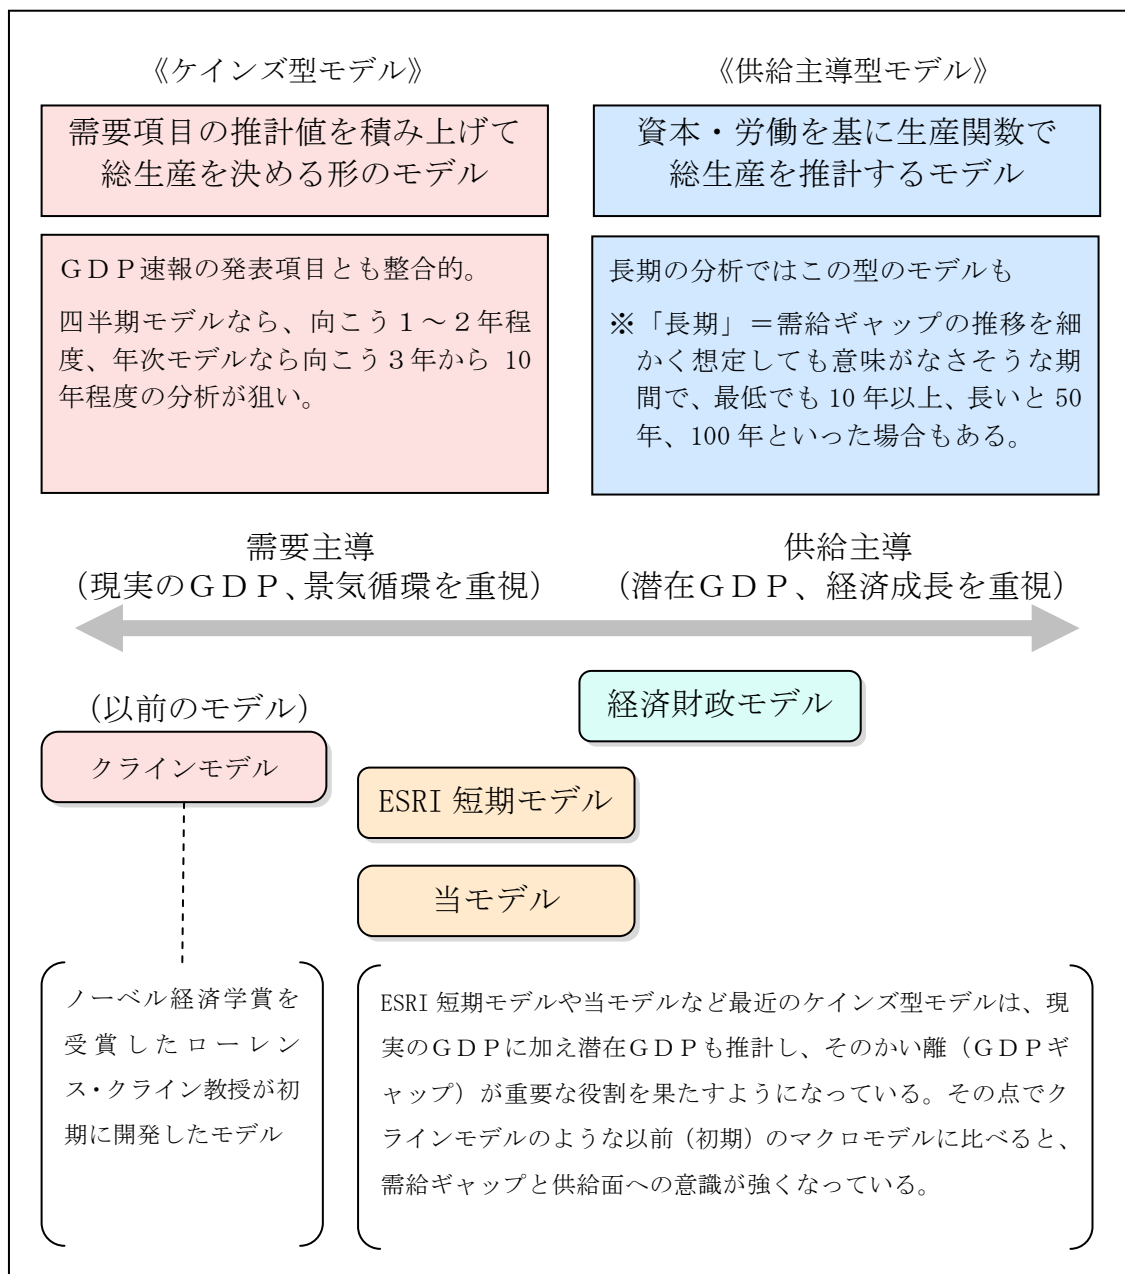 《ケインズ型モデル》
需要項目の推計値を積み上げて
総生産を決める形のモデル
ＧＤＰ速報の発表項目とも整合的。
四半期モデルなら、向こう１～２年程
度、年次モデルなら向こう３年から 10
年程度の分析が狙い。
《供給主導型モデル》
資本・労働を基に生産関数で
総生産を推計するモデル
長期の分析ではこの型のモデルも
※「長期」＝需給ギャップの推移を細
かく想定しても意味がなさそうな期
間で、最低でも 10 年以上、長いと 50
年、100 年といった場合もある。
需要主導
（現実のＧＤＰ、景気循環を重視）
供給主導
（潜在ＧＤＰ、経済成長を重視）
経済財政モデル
（以前のモデル）
クラインモデル
ESRI 短期モデル
当モデル
ノーベル経済学賞を
受賞したローレン
ス・クライン教授が初
期に開発したモデル
ESRI 短期モデルや当モデルなど最近のケインズ型モデルは、現
実のＧＤＰに加え潜在ＧＤＰも推計し、そのかい離（ＧＤＰギ
ャップ）が重要な役割を果たすようになっている。その点でク
ラインモデルのような以前（初期）のマクロモデルに比べると、
需給ギャップと供給面への意識が強くなっている。